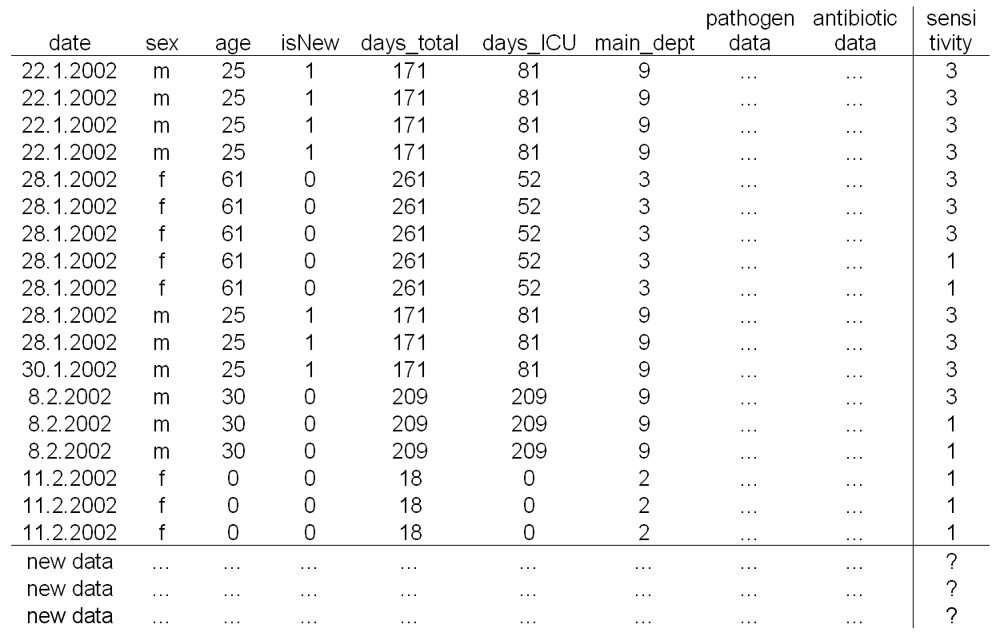 pathogen antibiotic sensi
date sex age isNew days_total days_ICU main_dept data data tivity
22.1.2002 m 25 1 171 81 9 ... ... 3
22.1.2002 m 25 1 171 81 9 ... ... 3
22.1.2002 m 25 1 171 81 9 ... ... 3
22.1.2002 m 25 1 171 81 9 ... ... 3
28.1.2002 f 61 0 261 52 3 ... ... 3
28.1.2002 f 61 0 261 52 3 ... ... 3
28.1.2002 f 61 0 261 52 3 ... ... 3
28.1.2002 f 61 0 261 52 3 ... ... 1
28.1.2002 f 61 0 261 52 3 ... ... 1
28.1.2002 m 25 1 171 81 9 ... ... 3
28.1.2002 m 25 1 171 81 9 ... ... 3
30.1.2002 m 25 1 171 81 9 ... ... 3
8.2.2002 m 30 0 209 209 9 ... ... 3
8.2.2002 m 30 0 209 209 9 ... ... 1
8.2.2002 m 30 0 209 209 9 ... ... 1
11.2.2002 f 0 0 18 0 2 ... ... 1
11.2.2002 f 0 0 18 0 2 ... ... 1
11.2.2002 f 0 0 18 0 2 ... ... 1
new data ... ... ... ... ... ... ... ... ?
new data ... ... ... ... ... ... ... ... ?
new data ... ... ... ... ... ... ... ... ?